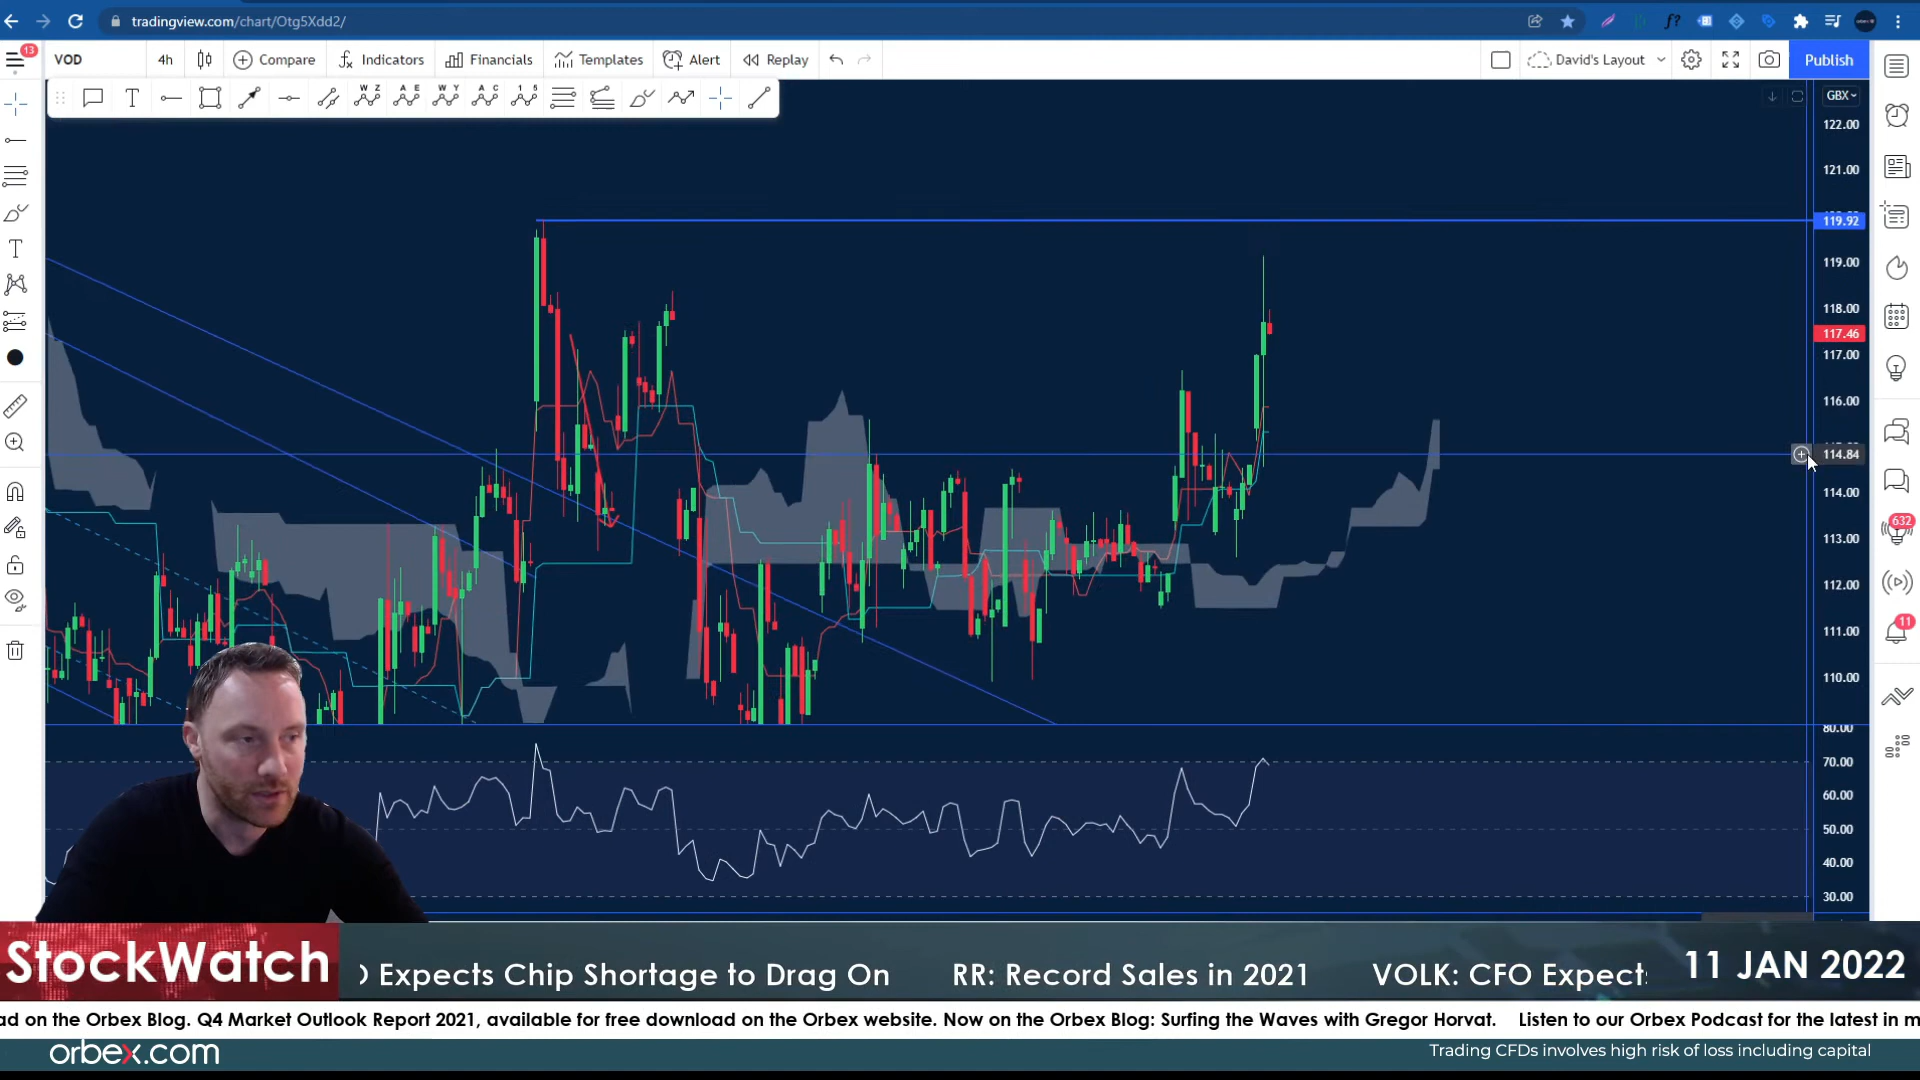 tradingview.com/chart/Otg5Xdd2/
13
VOD
4h
Compare
Indicators
Financials
Templates
Alert
Replay
David's Layout
Publish
T
W Z
A E
W Y
A C
1 5
GBX
122.00
121.00
119.92
119.00
118.00
117.46
117.00
116.00
114.84
114.00
113.00
112.00
111.00
110.00
80.00
70.00
60.00
50.00
40.00
30.00
632
11
StockWatch
Expects Chip Shortage to Drag On RR: Record Sales in 2021 VOLK: CFO Expect
11 JAN 2022
ad on the Orbex Blog. Q4 Market Outlook Report 2021, available for free download on the Orbex website. Now on the Orbex Blog: Surfing the Waves with Gregor Horvat. Listen to our Orbex Podcast for the latest in m
orbex.com
Trading CFDs involves high risk of loss including capital